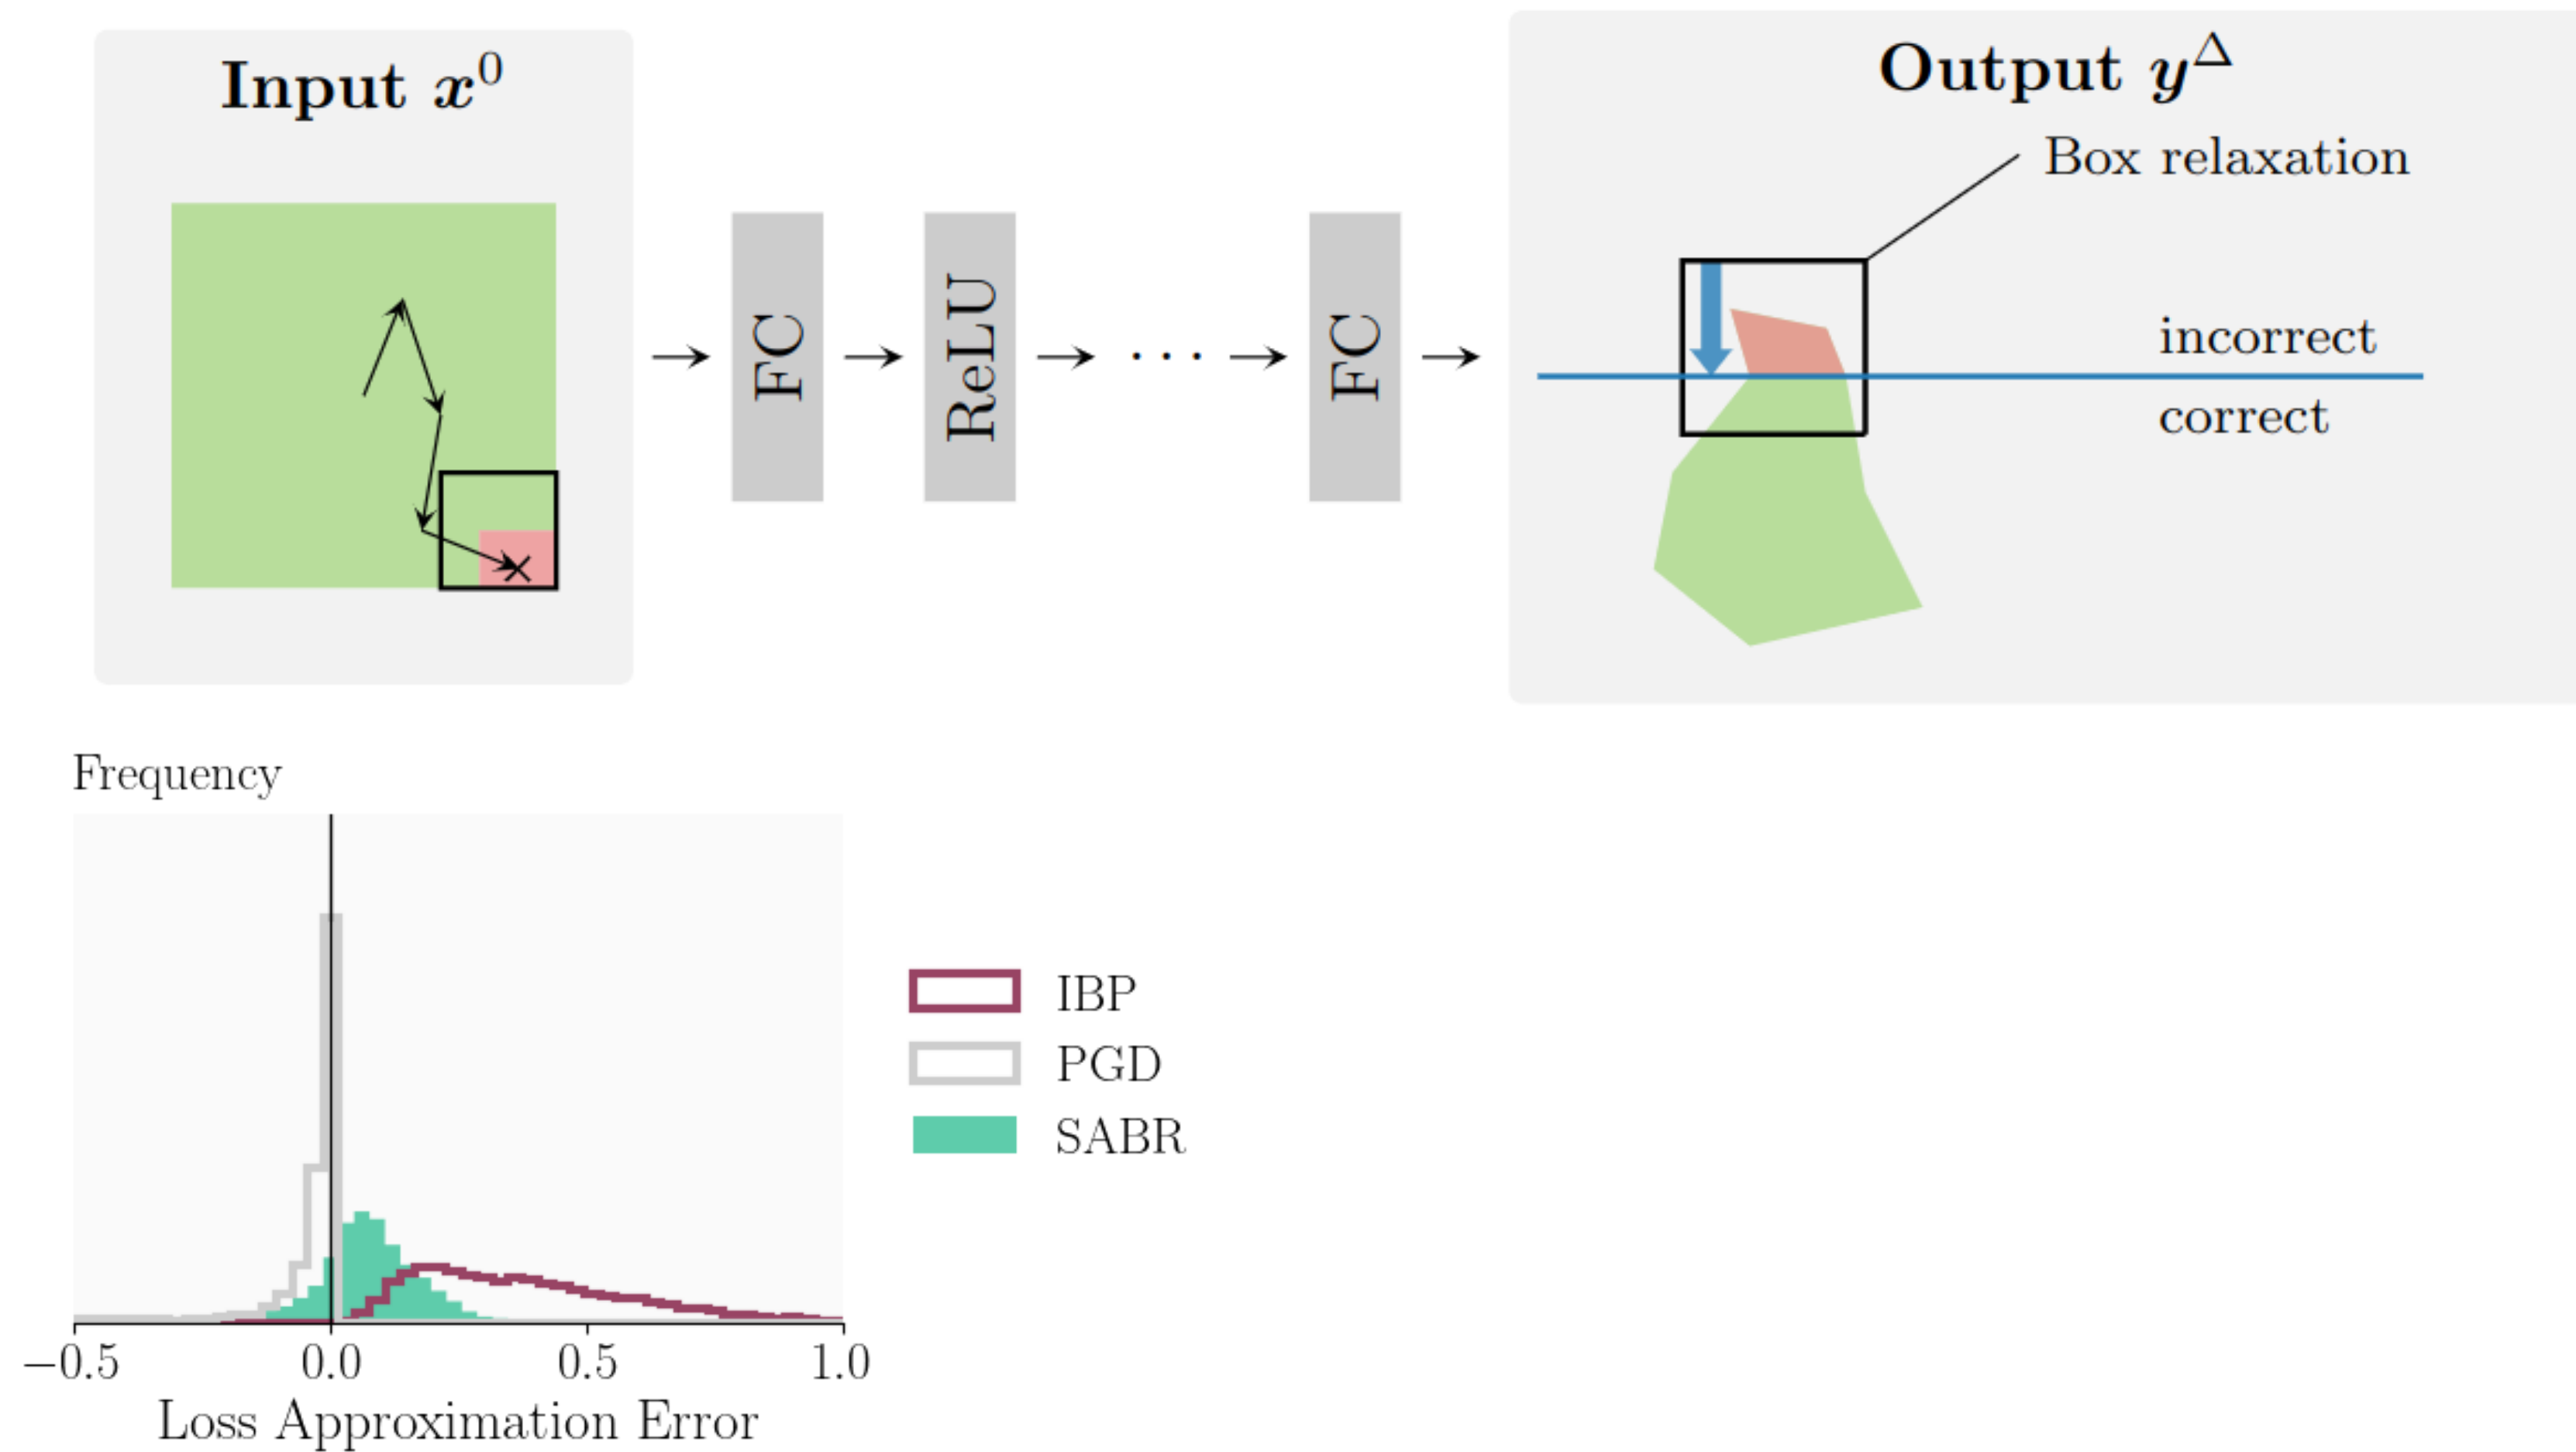 Input x⁰
Output y^Δ
Box relaxation
FC
ReLU
· · ·
FC
incorrect
correct
Frequency
IBP
PGD
SABR
−0.5 0.0 0.5 1.0
Loss Approximation Error